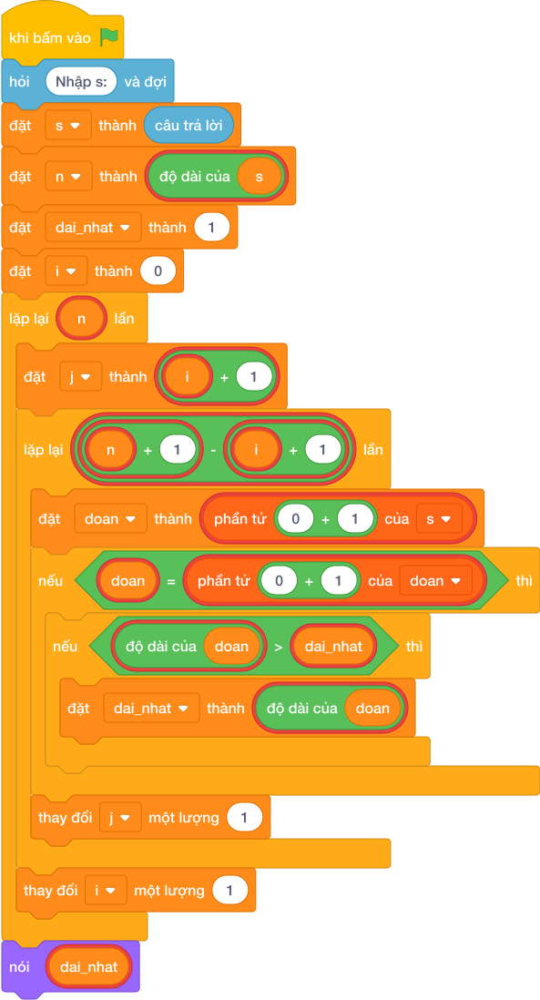 khi bấm vào
hỏi Nhập s: và đợi
đặt s thành câu trả lời
đặt n thành độ dài của s
đặt dai_nhat thành 1
đặt i thành 0
lặp lại n lần
đặt j thành i + 1
lặp lại n + 1 - i + 1 lần
đặt doan thành phần tử 0 + 1 của s
nếu doan = phần tử 0 + 1 của doan thì
nếu độ dài của doan > dai_nhat thì
đặt dai_nhat thành độ dài của doan
thay đổi j một lượng 1
thay đổi i một lượng 1
nói dai_nhat